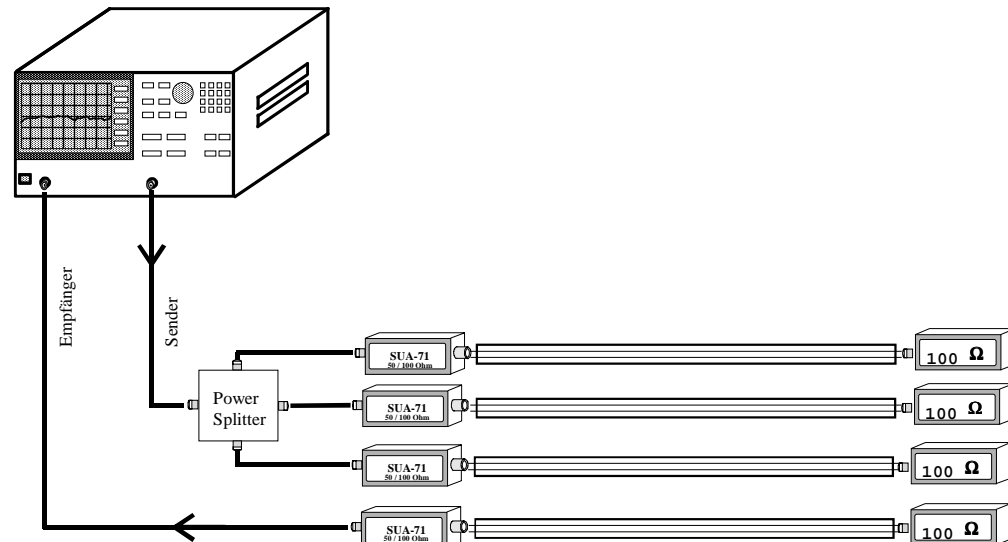 Empfänger
Sender
SUA-71
50 / 100 Ohm
100 Ω
Power
Splitter
SUA-71
50 / 100 Ohm
100 Ω
SUA-71
50 / 100 Ohm
100 Ω
SUA-71
50 / 100 Ohm
100 Ω